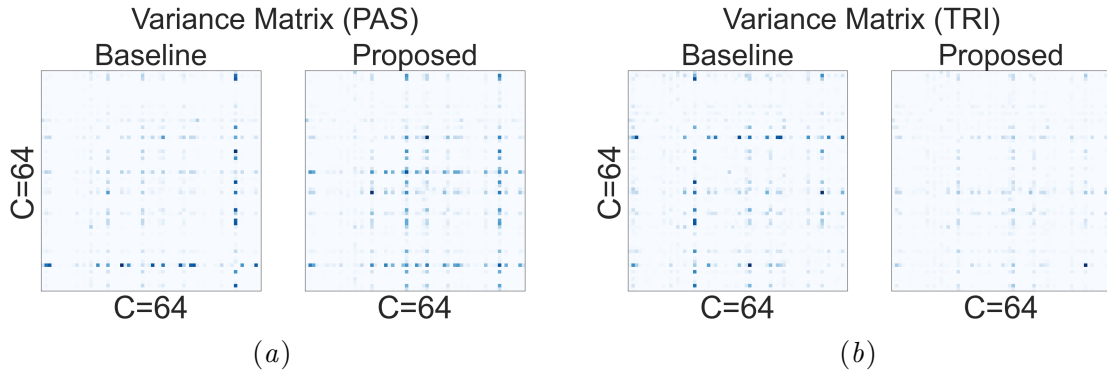 Variance Matrix (PAS)
Baseline Proposed
C=64
C=64 C=64
(a)
Variance Matrix (TRI)
Baseline Proposed
C=64
C=64 C=64
(b)